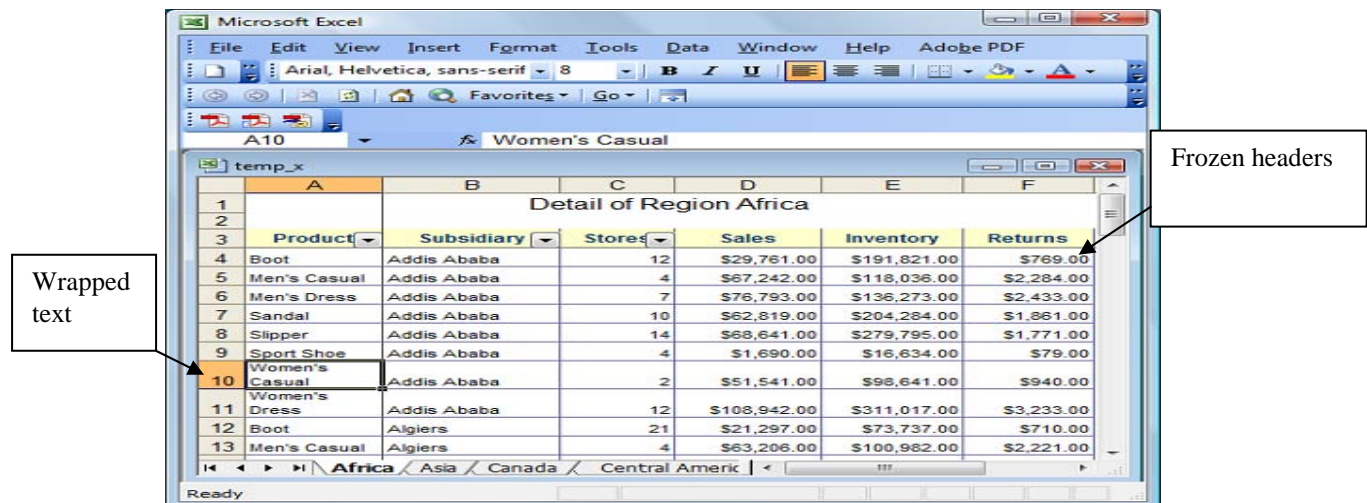 Microsoft Excel
File Edit View Insert Format Tools Data Window Help Adobe PDF
Arial, Helvetica, sans-serif 8 B I U A
Favorites Go
A10 fx Women's Casual
temp_x
A B C D E F
1 Detail of Region Africa
2
3 Product Subsidiary Stores Sales Inventory Returns
4 Boot Addis Ababa 12 $29,761.00 $191,821.00 $769.00
5 Men's Casual Addis Ababa 4 $67,242.00 $118,036.00 $2,284.00
6 Men's Dress Addis Ababa 7 $76,793.00 $136,273.00 $2,433.00
7 Sandal Addis Ababa 10 $62,819.00 $204,284.00 $1,861.00
8 Slipper Addis Ababa 14 $68,641.00 $279,795.00 $1,771.00
9 Sport Shoe Addis Ababa 4 $1,690.00 $16,634.00 $79.00
Women's
10 Casual Addis Ababa 2 $51,541.00 $98,641.00 $940.00
Women's
11 Dress Addis Ababa 12 $108,942.00 $311,017.00 $3,233.00
12 Boot Algiers 21 $21,297.00 $73,737.00 $710.00
13 Men's Casual Algiers 4 $63,206.00 $100,982.00 $2,221.00
Africa Asia Canada Central Americ
Ready
Frozen headers
Wrapped
text